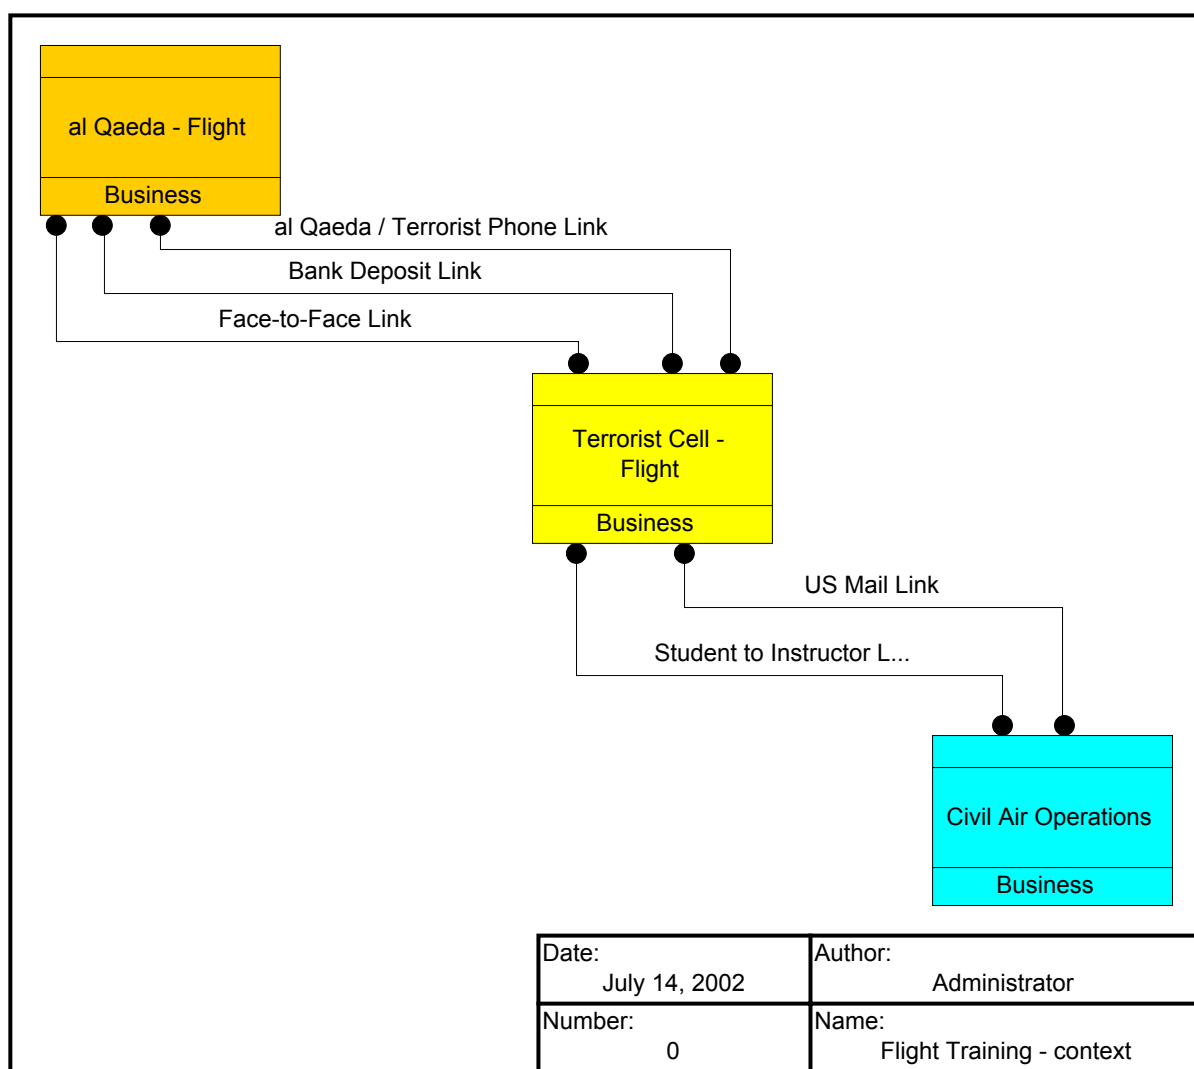 al Qaeda - Flight
Business
al Qaeda / Terrorist Phone Link
Bank Deposit Link
Face-to-Face Link
Terrorist Cell -
Flight
Business
US Mail Link
Student to Instructor L...
Civil Air Operations
Business
Date:
July 14, 2002
Author:
Administrator
Number:
0
Name:
Flight Training - context